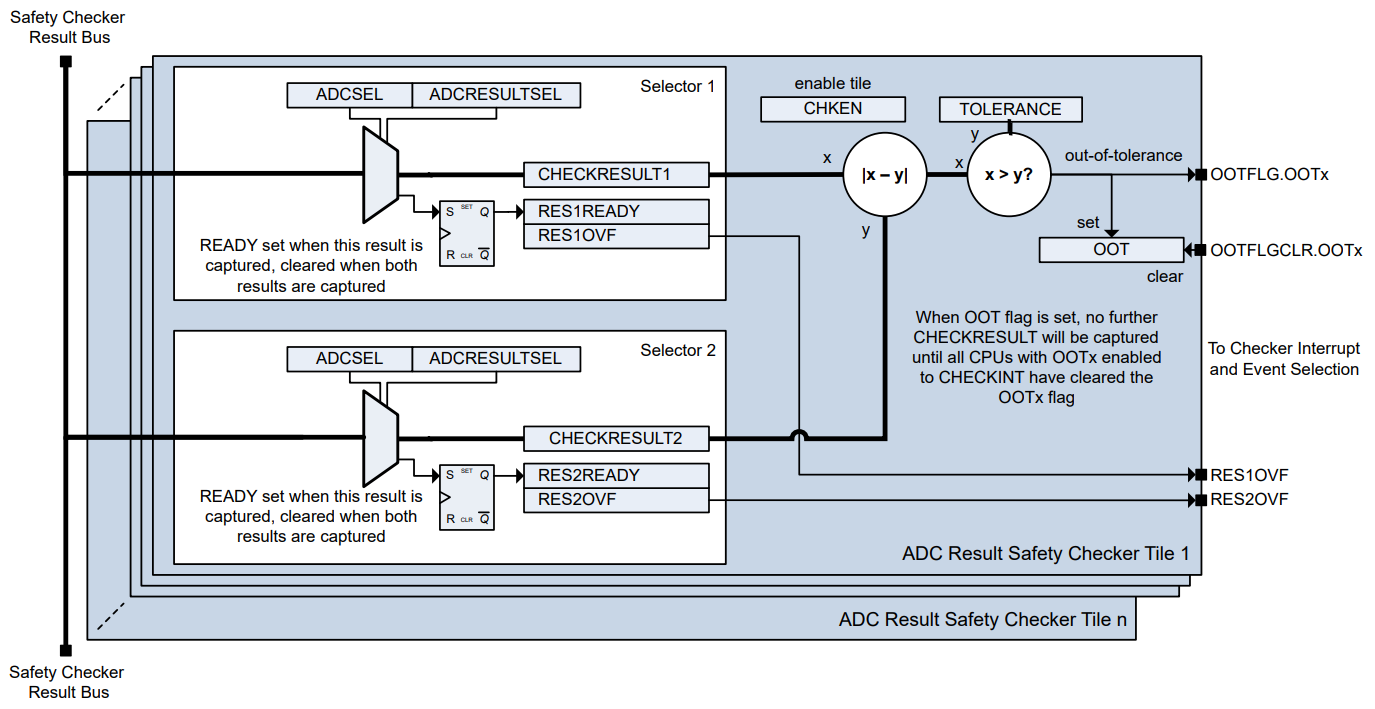 Safety Checker
Result Bus
ADCSEL
ADCRESULTSEL
Selector 1
CHECKRESULT1
S
SET
Q
R
CLR
Q
RES1READY
RES1OVF
READY set when this result is
captured, cleared when both
results are captured
enable tile
CHKEN
TOLERANCE
x
|x – y|
y
x
y
x > y?
out-of-tolerance
OOTFLG.OOTx
set
OOT
OOTFLGCLR.OOTx
clear
When OOT flag is set, no further
CHECKRESULT will be captured
until all CPUs with OOTx enabled
to CHECKINT have cleared the
OOTx flag
To Checker Interrupt
and Event Selection
ADCSEL
ADCRESULTSEL
Selector 2
CHECKRESULT2
S
SET
Q
R
CLR
Q
RES2READY
RES2OVF
READY set when this result is
captured, cleared when both
results are captured
RES1OVF
RES2OVF
ADC Result Safety Checker Tile 1
ADC Result Safety Checker Tile n
Safety Checker
Result Bus